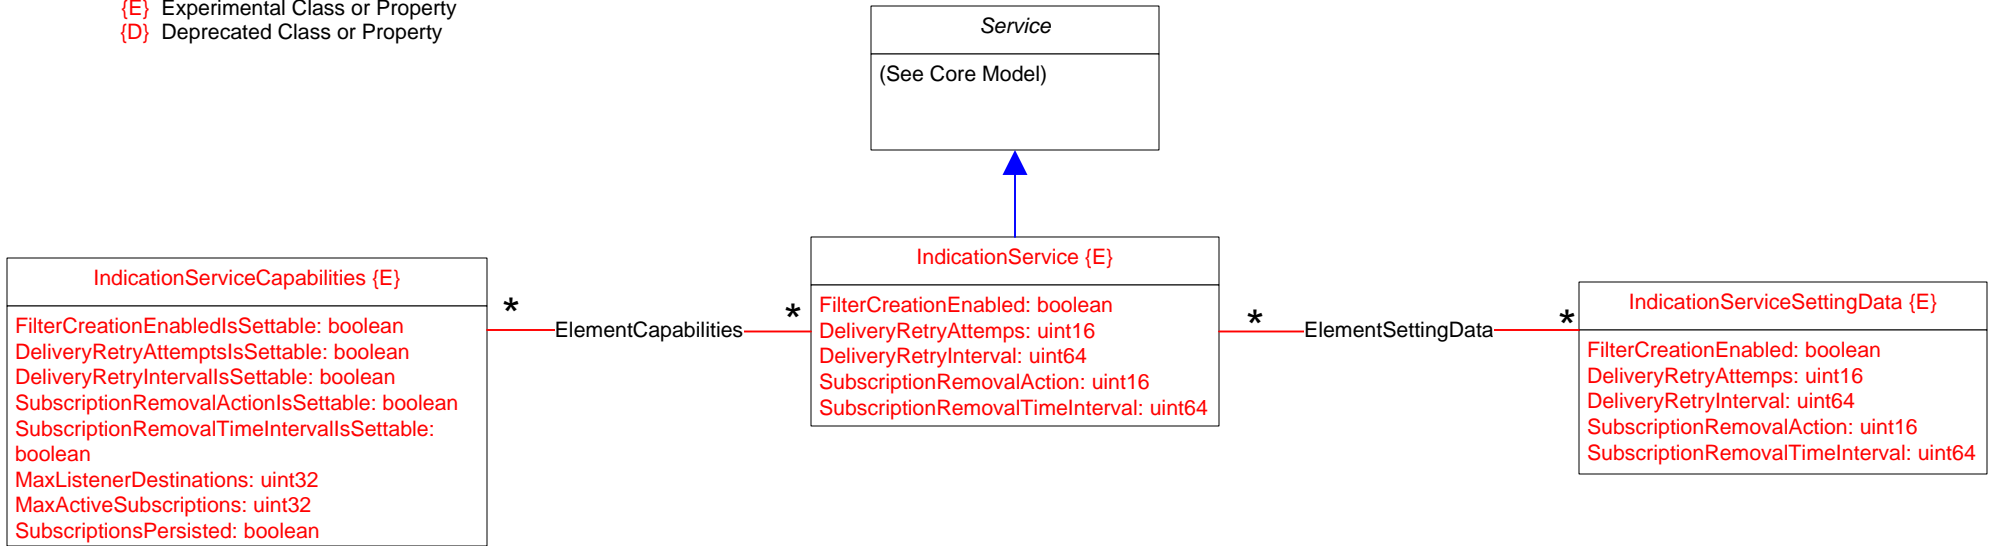 {E} Experimental Class or Property
{D} Deprecated Class or Property
Service
(See Core Model)
IndicationServiceCapabilities {E}
FilterCreationEnabledIsSettable: boolean
DeliveryRetryAttemptsIsSettable: boolean
DeliveryRetryIntervalIsSettable: boolean
SubscriptionRemovalActionIsSettable: boolean
SubscriptionRemovalTimeIntervalIsSettable:
boolean
MaxListenerDestinations: uint32
MaxActiveSubscriptions: uint32
SubscriptionsPersisted: boolean
* ElementCapabilities *
IndicationService {E}
FilterCreationEnabled: boolean
DeliveryRetryAttemps: uint16
DeliveryRetryInterval: uint64
SubscriptionRemovalAction: uint16
SubscriptionRemovalTimeInterval: uint64
* ElementSettingData *
IndicationServiceSettingData {E}
FilterCreationEnabled: boolean
DeliveryRetryAttemps: uint16
DeliveryRetryInterval: uint64
SubscriptionRemovalAction: uint16
SubscriptionRemovalTimeInterval: uint64